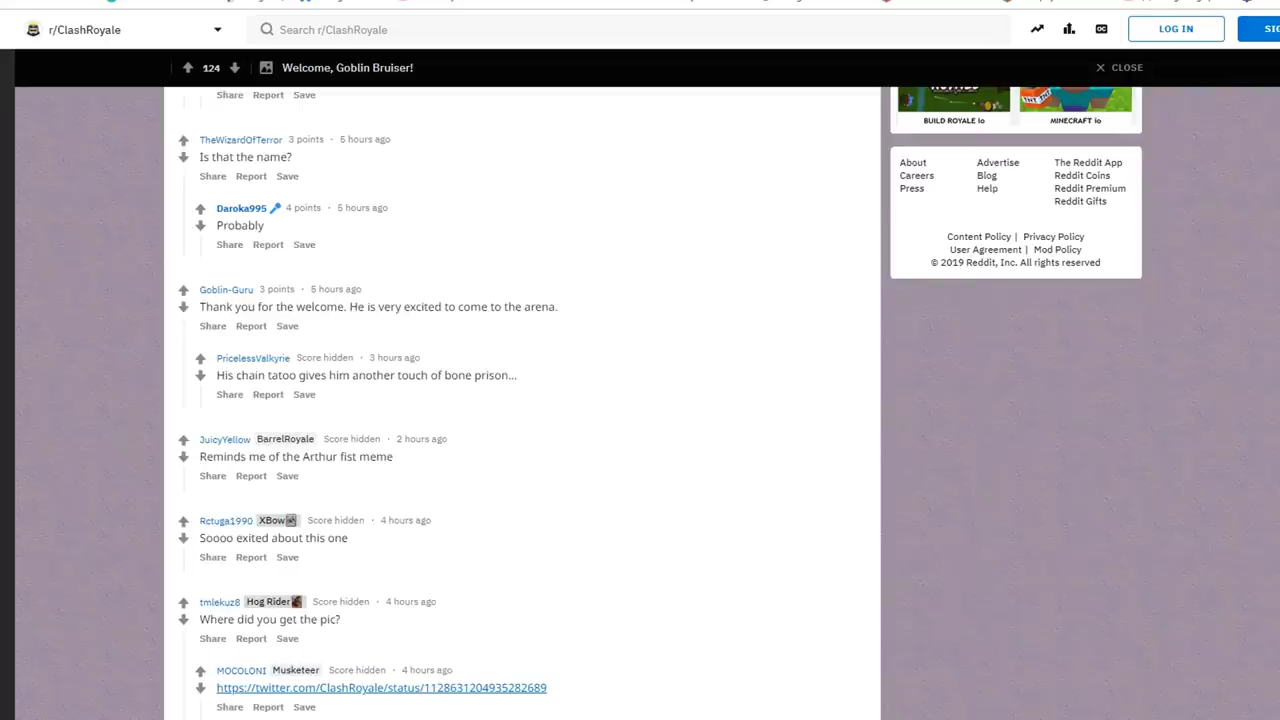 r/ClashRoyale
Search r/ClashRoyale
LOG IN
124
Welcome, Goblin Bruiser!
CLOSE
Share Report Save
TheWizardOfTerror 3 points · 5 hours ago
Is that the name?
Share Report Save
Daroka995 4 points · 5 hours ago
Probably
Share Report Save
Goblin-Guru 3 points · 5 hours ago
Thank you for the welcome. He is very excited to come to the arena.
Share Report Save
PricelessValkyrie Score hidden · 3 hours ago
His chain tatoo gives him another touch of bone prison...
Share Report Save
JuicyYellow BarrelRoyale Score hidden · 2 hours ago
Reminds me of the Arthur fist meme
Share Report Save
Rctuga1990 XBow Score hidden · 4 hours ago
Soooo exited about this one
Share Report Save
tmlekuz8 Hog Rider Score hidden · 4 hours ago
Where did you get the pic?
Share Report Save
MOCOLONI Musketeer Score hidden · 4 hours ago
https://twitter.com/ClashRoyale/status/1128631204935282689
Share Report Save
BUILD ROYALE Io MINECRAFT io
About Advertise The Reddit App
Careers Blog Reddit Coins
Press Help Reddit Premium
Reddit Gifts
Content Policy | Privacy Policy
User Agreement | Mod Policy
© 2019 Reddit, Inc. All rights reserved